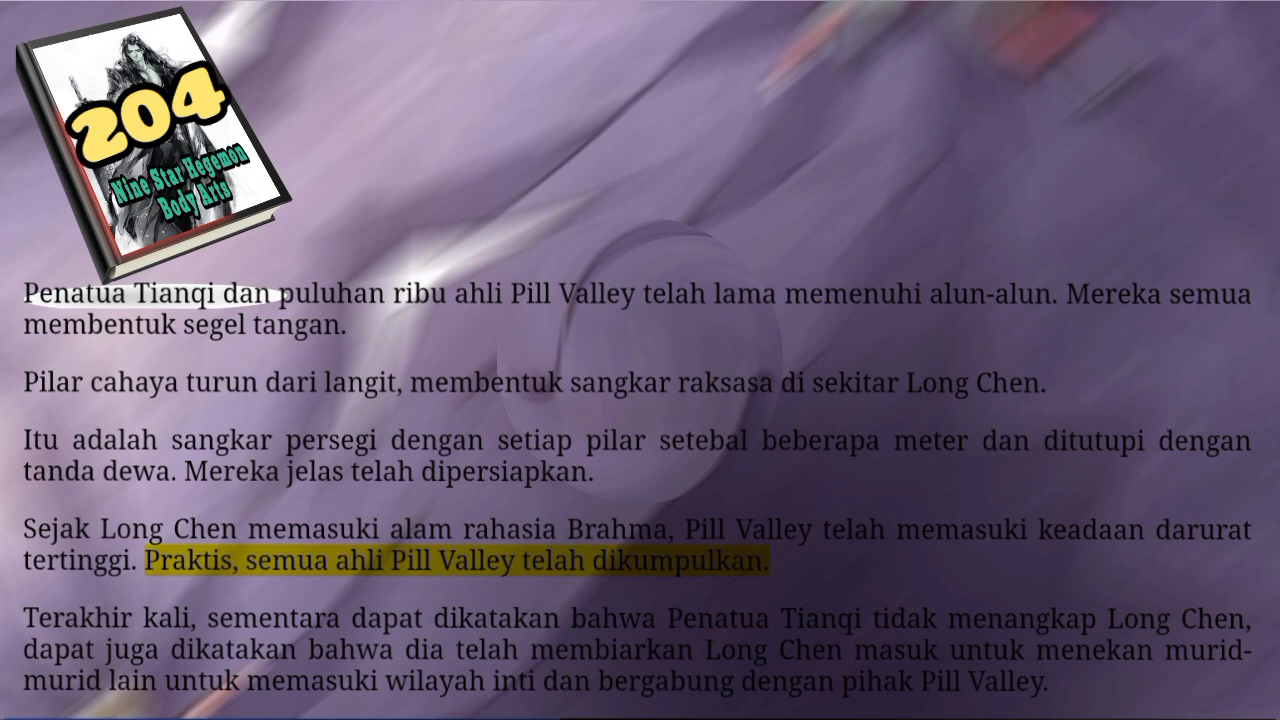 204
Nine Star Hegemon
Body Arts
Penatua Tianqi dan puluhan ribu ahli Pill Valley telah lama memenuhi alun-alun. Mereka semua
membentuk segel tangan.
Pilar cahaya turun dari langit, membentuk sangkar raksasa di sekitar Long Chen.
Itu adalah sangkar persegi dengan setiap pilar setebal beberapa meter dan ditutupi dengan
tanda dewa. Mereka jelas telah dipersiapkan.
Sejak Long Chen memasuki alam rahasia Brahma, Pill Valley telah memasuki keadaan darurat
tertinggi. Praktis, semua ahli Pill Valley telah dikumpulkan.
Terakhir kali, sementara dapat dikatakan bahwa Penatua Tianqi tidak menangkap Long Chen,
dapat juga dikatakan bahwa dia telah membiarkan Long Chen masuk untuk menekan murid-
murid lain untuk memasuki wilayah inti dan bergabung dengan pihak Pill Valley.